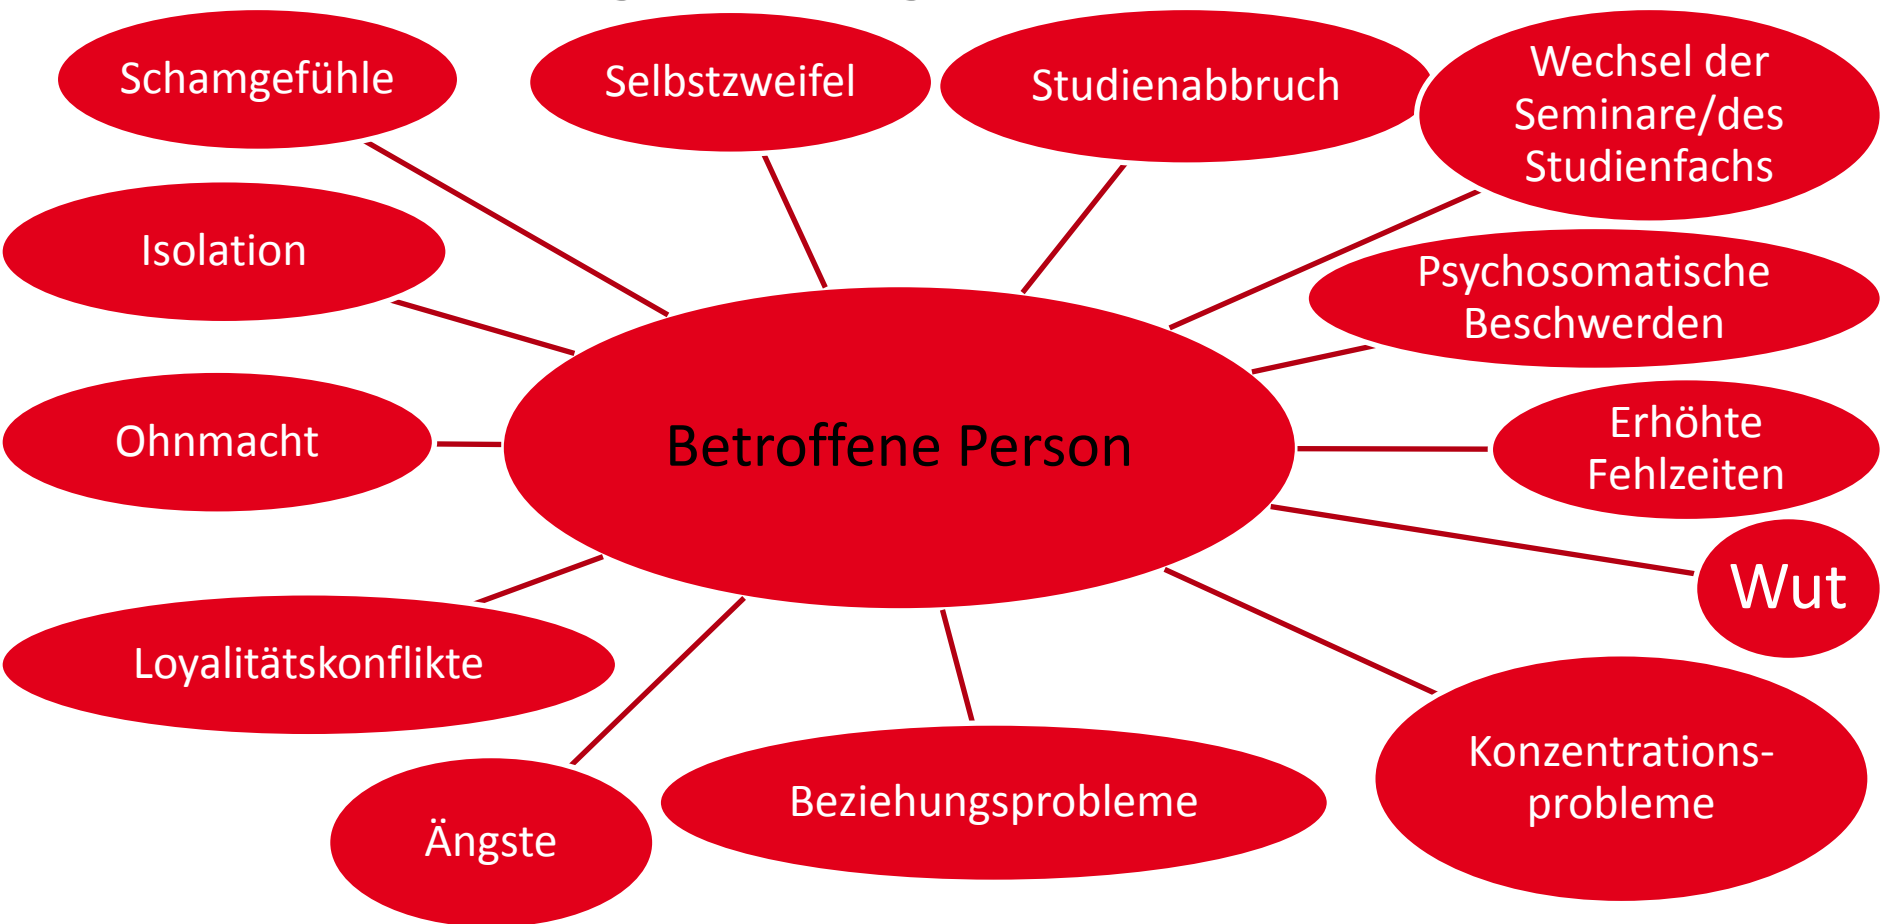 Schamgefühle
Selbstzweifel
Studienabbruch
Wechsel der
Seminare/des
Studienfachs
Isolation
Psychosomatische
Beschwerden
Ohnmacht
Betroffene Person
Erhöhte
Fehlzeiten
Wut
Loyalitätskonflikte
Ängste
Beziehungsprobleme
Konzentrations-
probleme